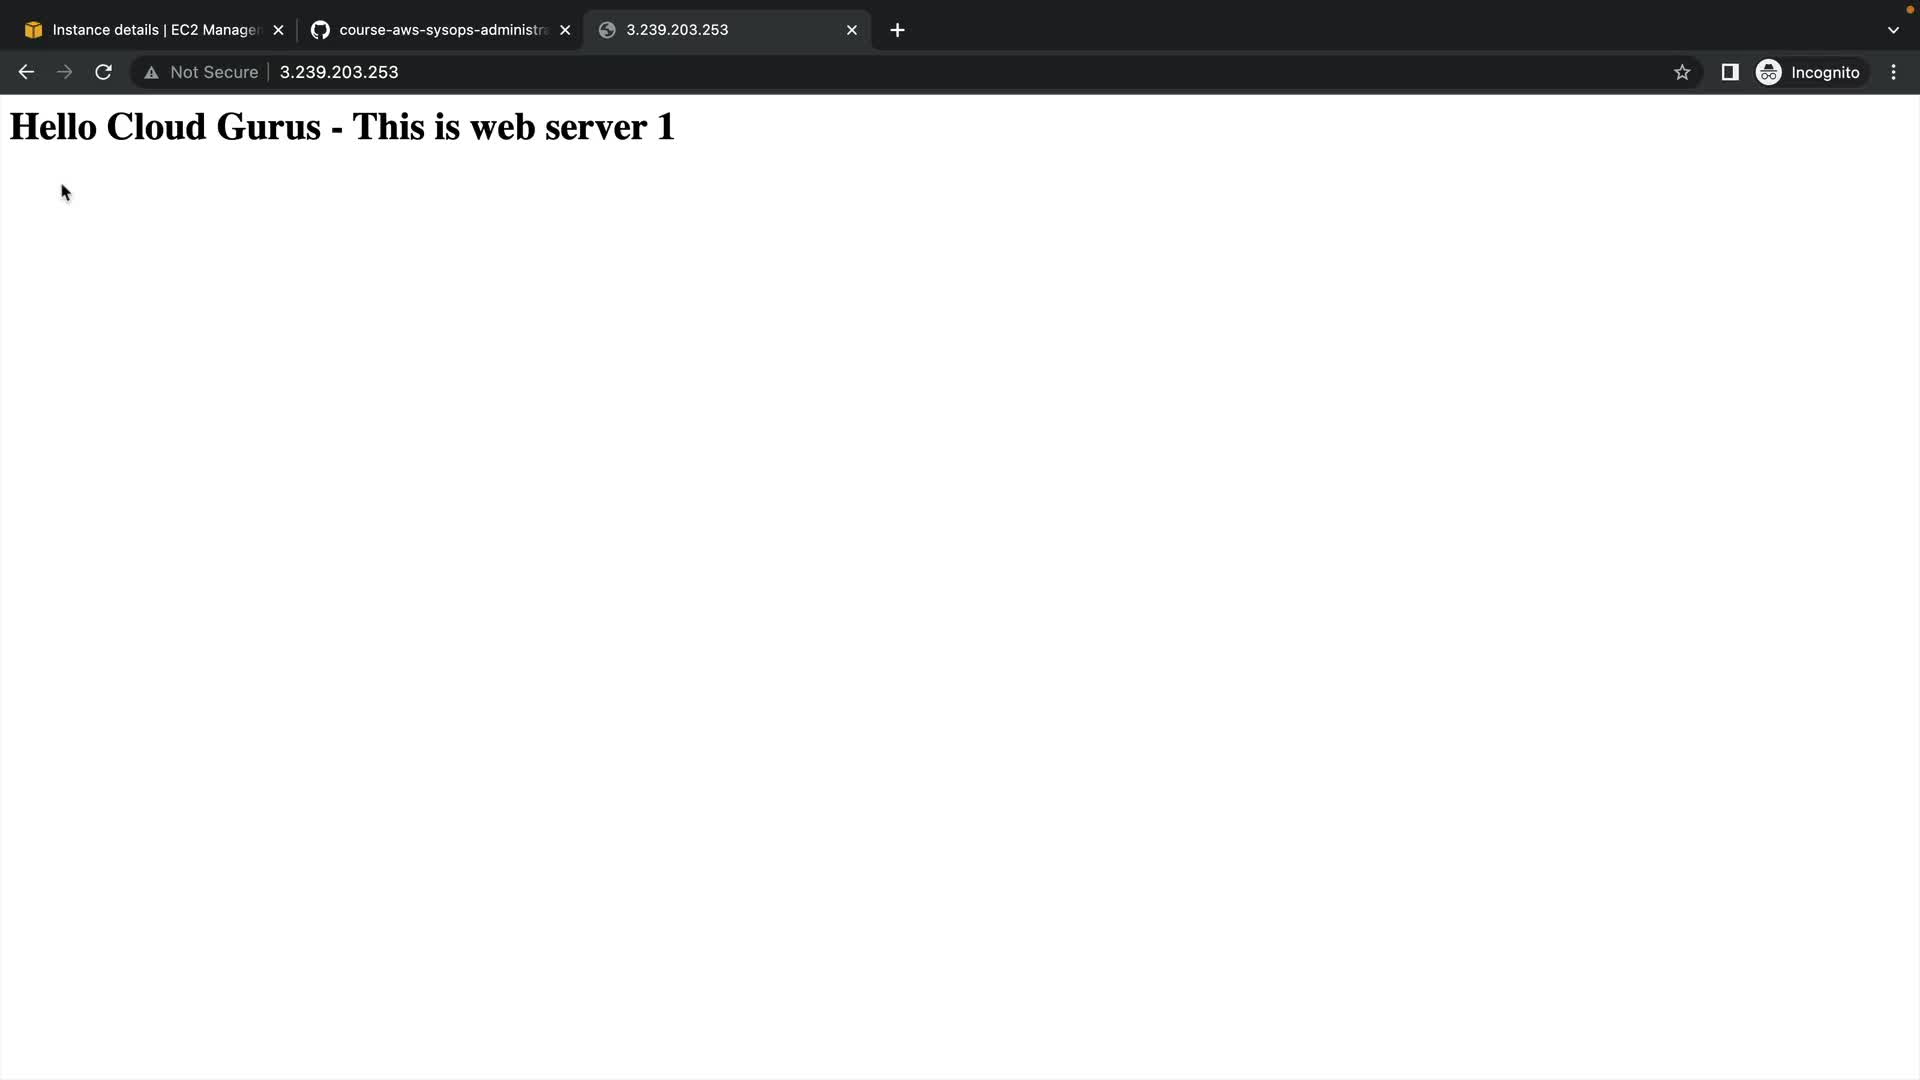 Instance details | EC2 Manager
course-aws-sysops-administra
3.239.203.253
Not Secure
3.239.203.253
Incognito
Hello Cloud Gurus - This is web server 1